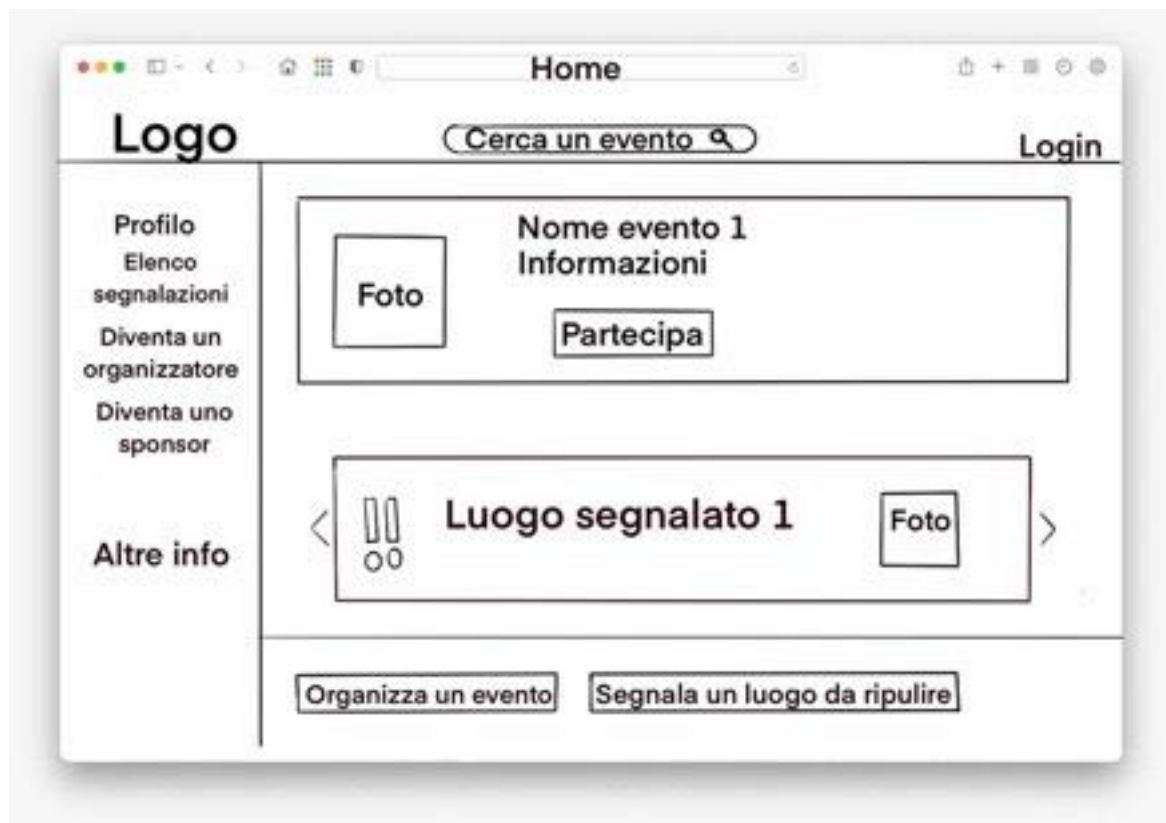 Home
Logo
Cerca un evento
Login
Profilo
Elenco
segnalazioni
Diventa un
organizzatore
Diventa uno
sponsor
Altre info
Foto
Nome evento 1
Informazioni
Partecipa
!! Luogo segnalato 1
Foto
Organizza un evento
Segnala un luogo da ripulire